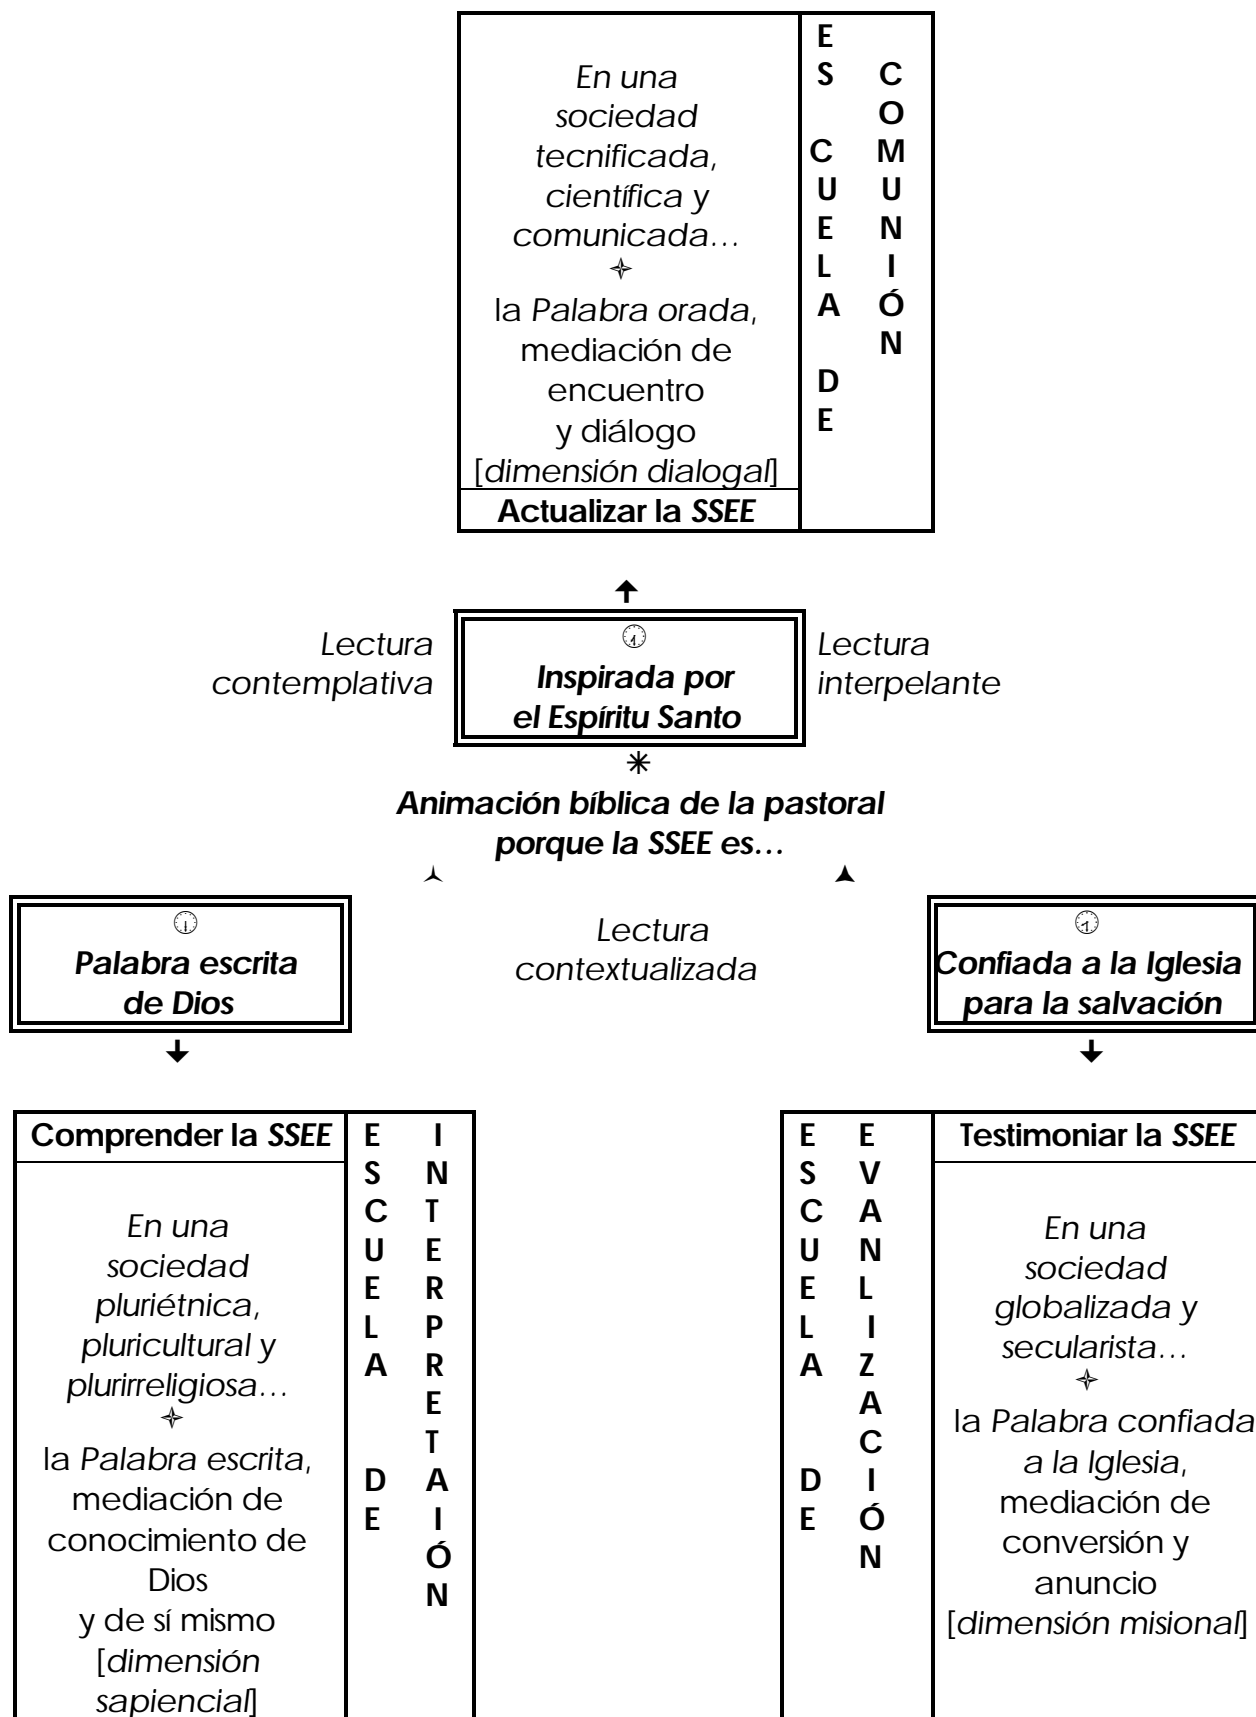 En una
sociedad
tecnificada,
científica y
comunicada…
la Palabra orada,
mediación de
encuentro
y diálogo
[dimensión dialogal]
Actualizar la SSEE
ES CUELA DE
COMUNIÓN
Lectura
contemplativa
Inspirada por
el Espíritu Santo
Lectura
interpelante
Animación bíblica de la pastoral
porque la SSEE es…
Palabra escrita
de Dios
Lectura
contextualizada
Confiada a la Iglesia
para la salvación
Comprender la SSEE
En una
sociedad
pluriétnica,
pluricultural y
plurirreligiosa…
la Palabra escrita,
mediación de
conocimiento de
Dios
y de sí mismo
[dimensión
sapiencial]
ESCUELA DE
INTERPRETAIÓN
ESCUELA DE
EVANLIZACIÓN
Testimoniar la SSEE
En una
sociedad
globalizada y
secularista…
la Palabra confiada
a la Iglesia,
mediación de
conversión y
anuncio
[dimensión misional]